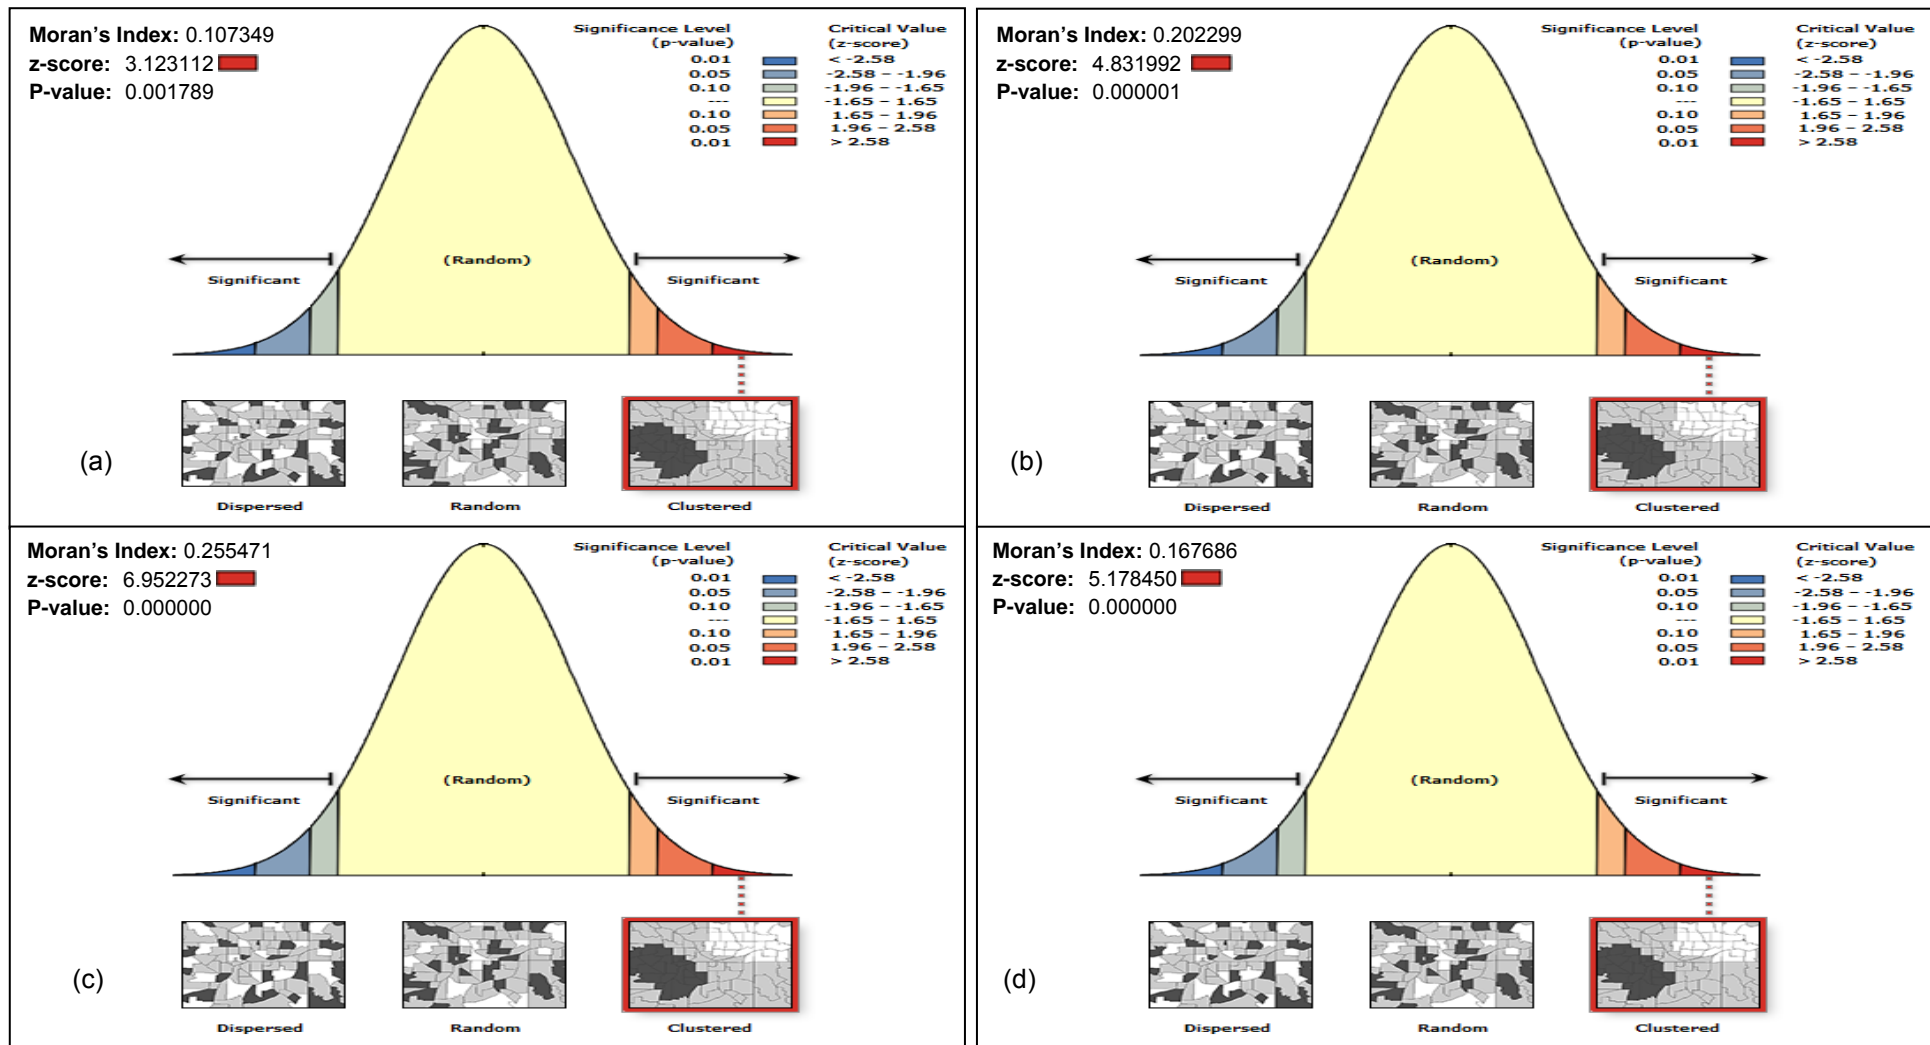 Moran's Index: 0.107349
z-score: 3.123112
P-value: 0.001789
Significance Level Critical Value
(p-value) (z-score)
0.01 < -2.58
0.05 -2.58 – -1.96
0.10 -1.96 – -1.65
--- -1.65 – 1.65
0.10 1.65 – 1.96
0.05 1.96 – 2.58
0.01 > 2.58
(Random)
Significant Significant
(a)
Dispersed Random Clustered
Moran's Index: 0.202299
z-score: 4.831992
P-value: 0.000001
Significance Level Critical Value
(p-value) (z-score)
0.01 < -2.58
0.05 -2.58 – -1.96
0.10 -1.96 – -1.65
--- -1.65 – 1.65
0.10 1.65 – 1.96
0.05 1.96 – 2.58
0.01 > 2.58
(Random)
Significant Significant
(b)
Dispersed Random Clustered
Moran's Index: 0.255471
z-score: 6.952273
P-value: 0.000000
Significance Level Critical Value
(p-value) (z-score)
0.01 < -2.58
0.05 -2.58 – -1.96
0.10 -1.96 – -1.65
--- -1.65 – 1.65
0.10 1.65 – 1.96
0.05 1.96 – 2.58
0.01 > 2.58
(Random)
Significant Significant
(c)
Dispersed Random Clustered
Moran's Index: 0.167686
z-score: 5.178450
P-value: 0.000000
Significance Level Critical Value
(p-value) (z-score)
0.01 < -2.58
0.05 -2.58 – -1.96
0.10 -1.96 – -1.65
--- -1.65 – 1.65
0.10 1.65 – 1.96
0.05 1.96 – 2.58
0.01 > 2.58
(Random)
Significant Significant
(d)
Dispersed Random Clustered